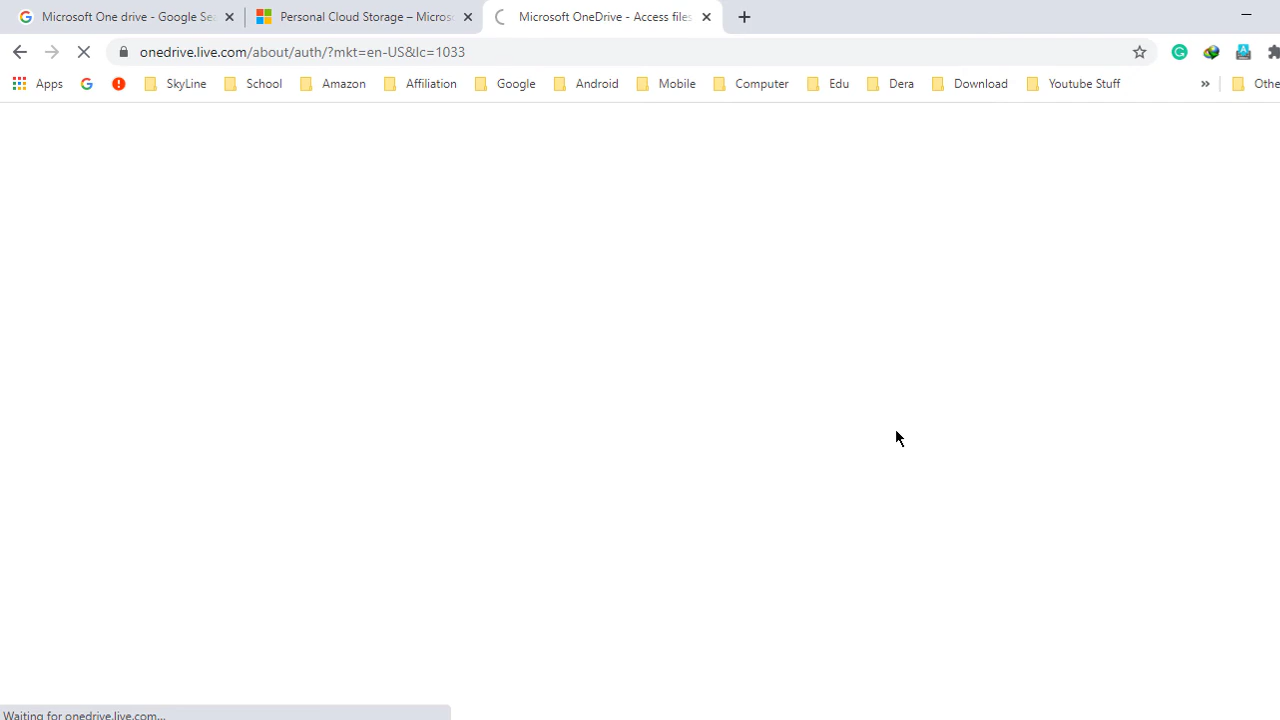 Microsoft One drive - Google Sea
Personal Cloud Storage – Micros
Microsoft OneDrive - Access files
onedrive.live.com/about/auth/?mkt=en-US&lc=1033
Apps
SkyLine
School
Amazon
Affiliation
Google
Android
Mobile
Computer
Edu
Dera
Download
Youtube Stuff
»
Othe
Waiting for onedrive.live.com...